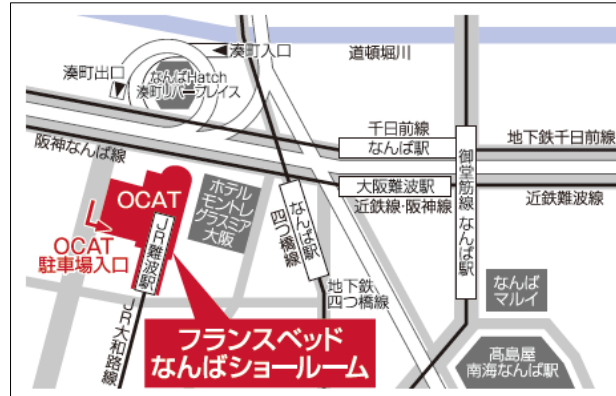 湊町入口
道頓堀川
湊町出口
なんばHatch
湊町リバープレイス
千日前線
なんば駅
地下鉄千日前線
阪神なんば線
大阪難波駅
近鉄線・阪神線
近鉄難波線
御堂筋線 なんば駅
OCAT
ホテル
モントレ
グラスミア
大阪
なんば駅
四つ橋線
OCAT
駐車場入口
JR難波駅
地下鉄
四つ橋線
なんば
マルイ
JR大和路線
フランスベッド
なんばショールーム
髙島屋
南海なんば駅